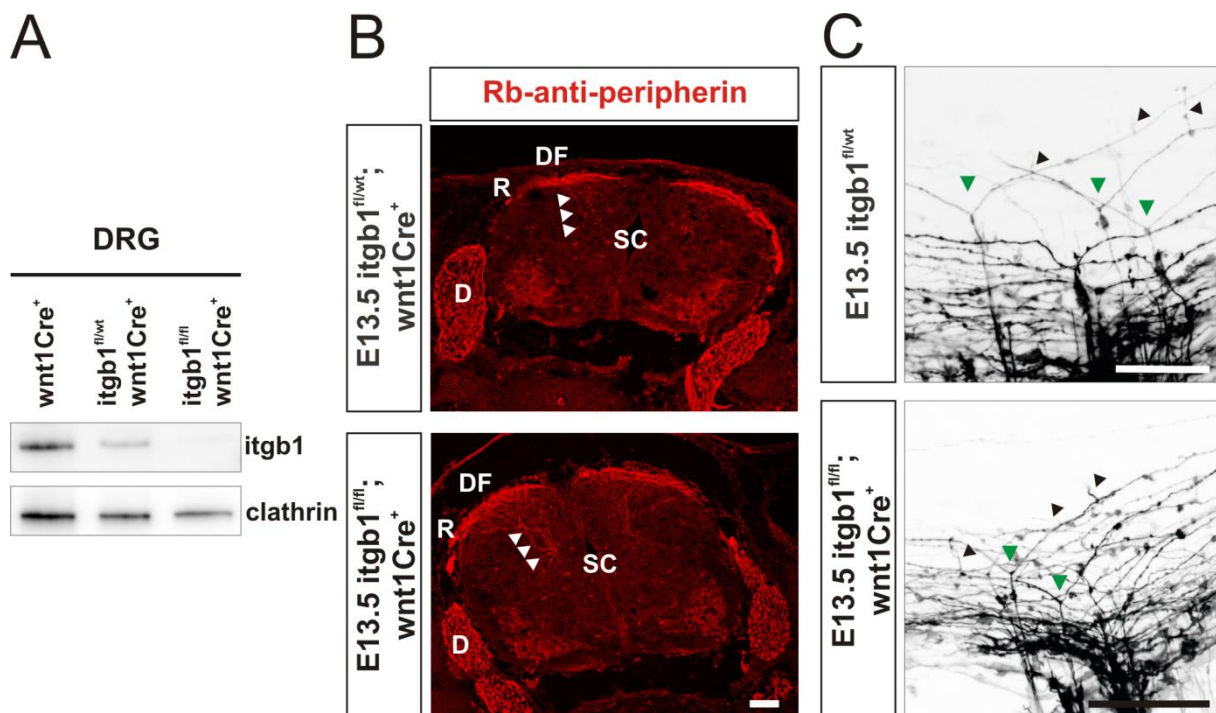 A
DRG
wnt1Cre+
itgb1fl/wt
wnt1Cre+
itgb1fl/fl
wnt1Cre+
itgb1
clathrin
B
Rb-anti-peripherin
E13.5 itgb1fl/wt;
wnt1Cre+
DF
R
SC
D
E13.5 itgb1fl/fl;
wnt1Cre+
DF
R
SC
D
C
E13.5 itgb1fl/wt
E13.5 itgb1fl/fl;
wnt1Cre+